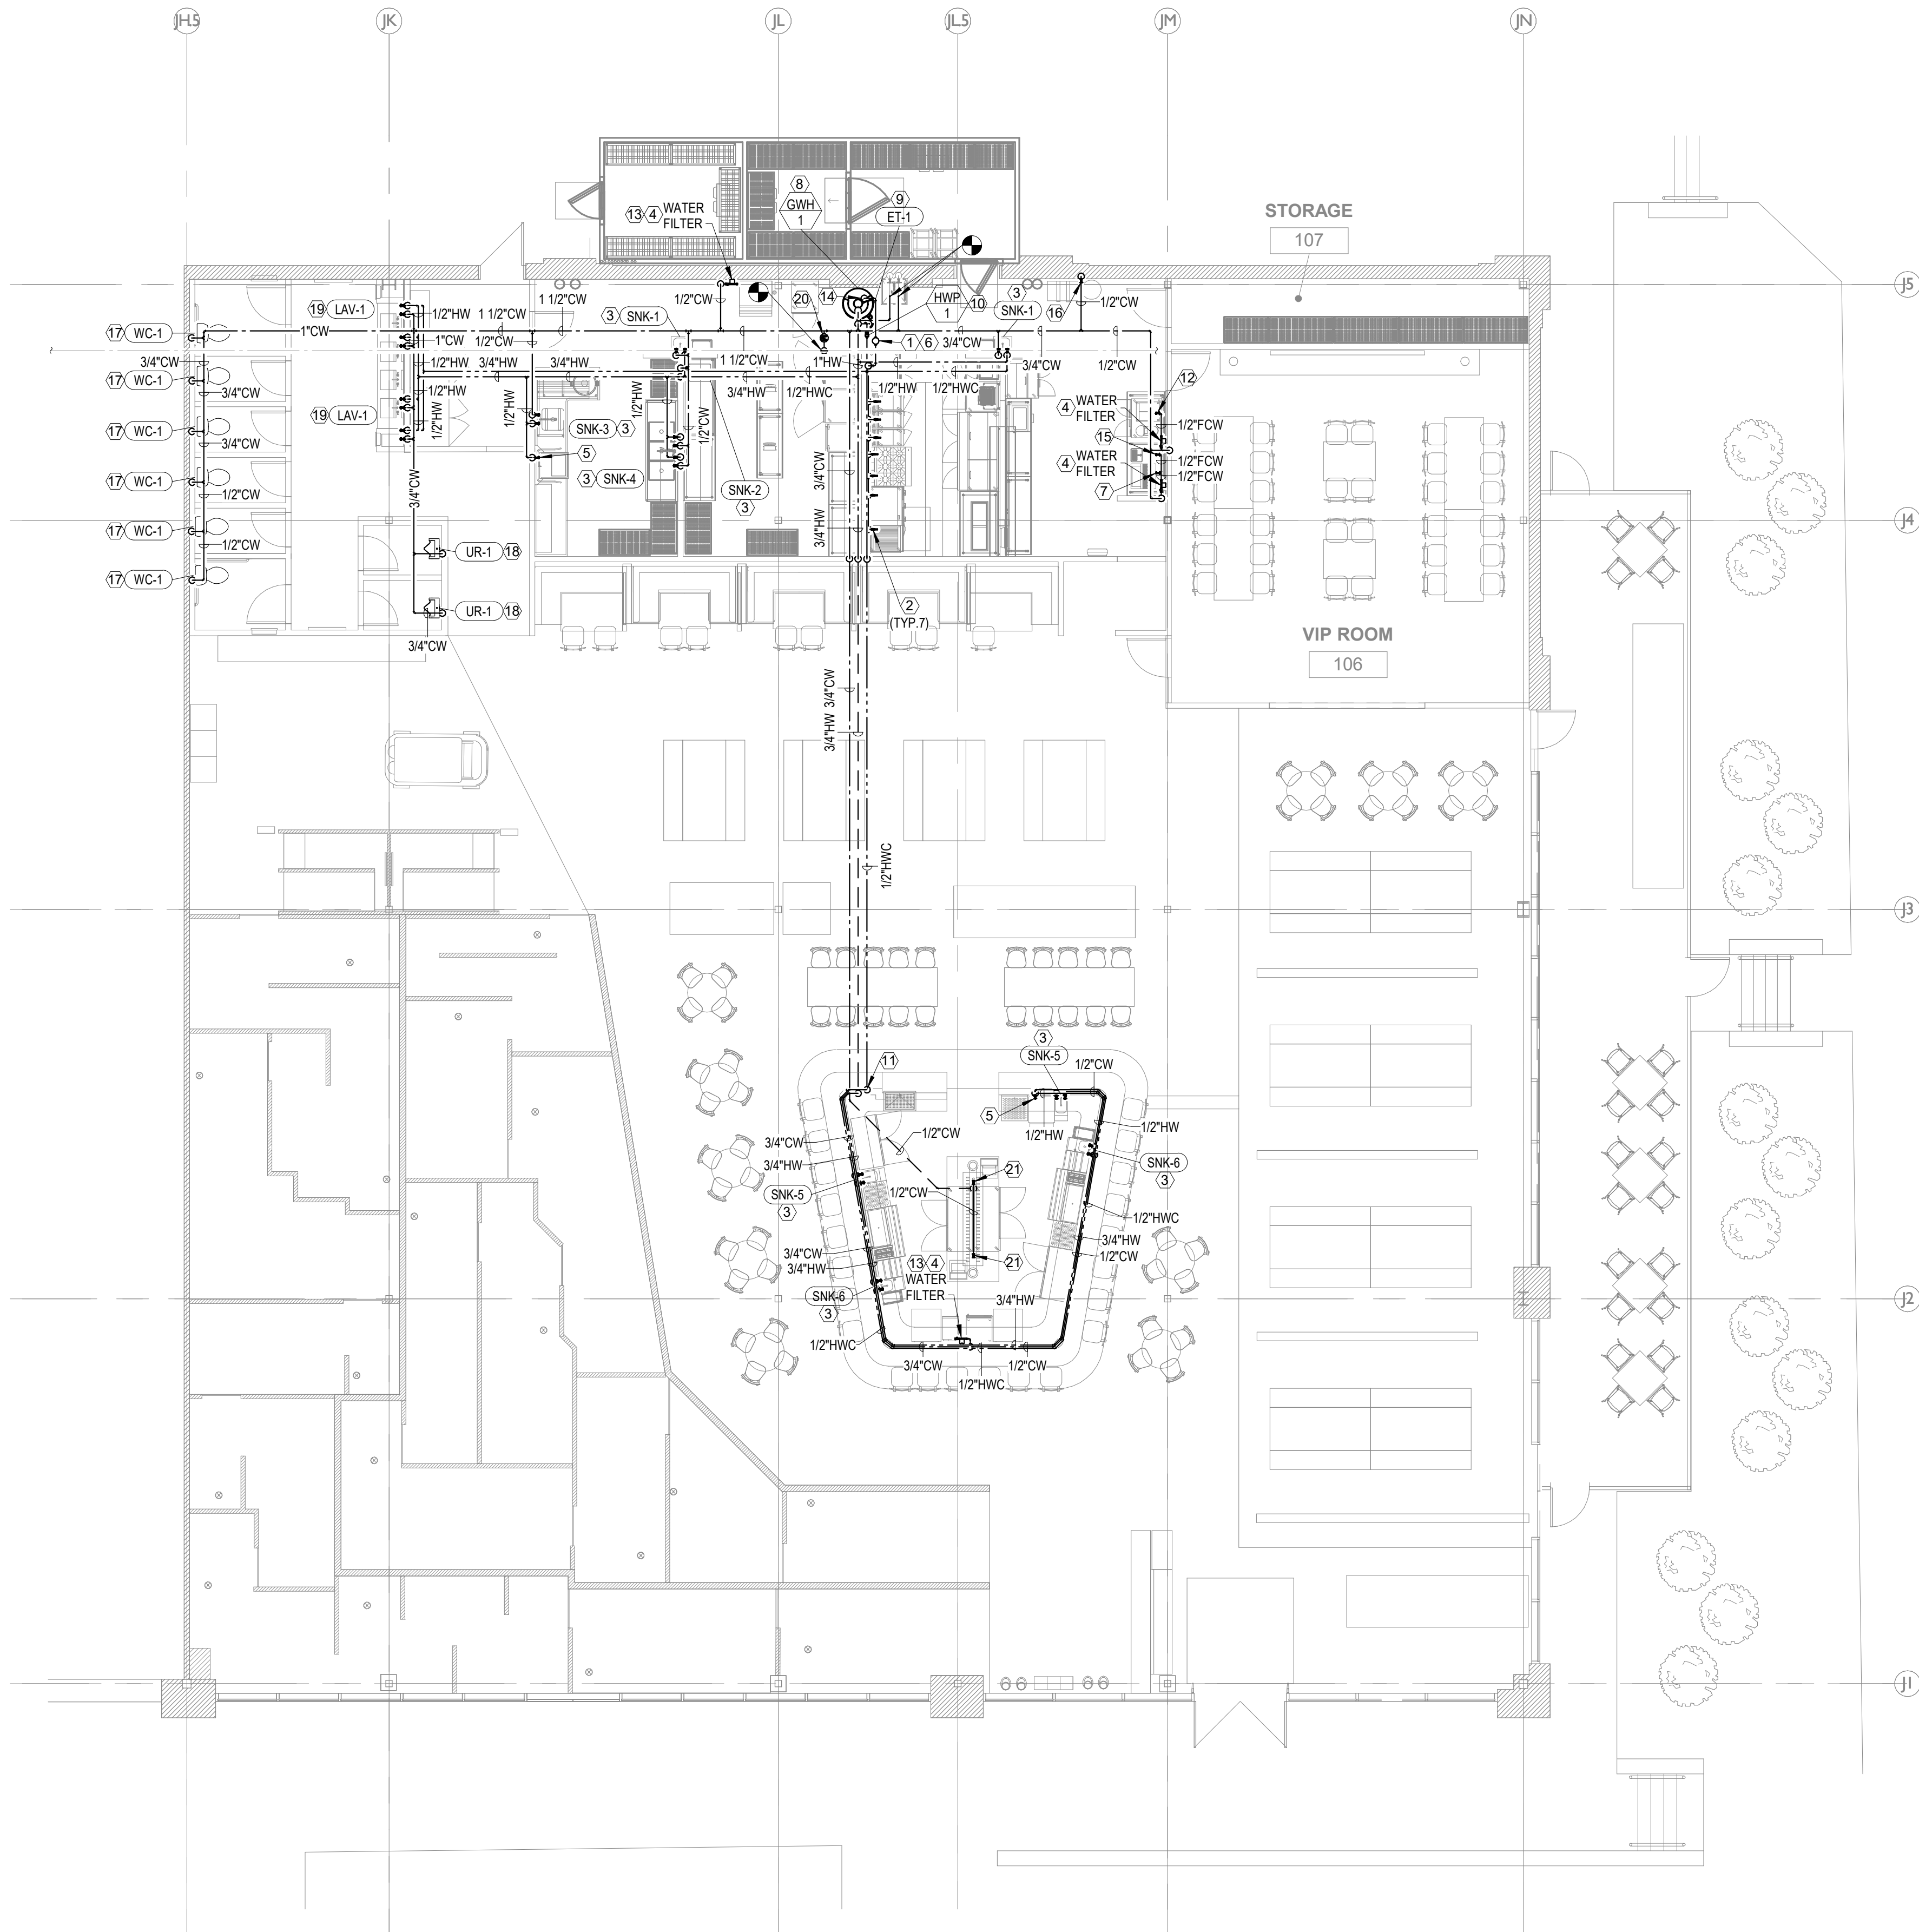 JH.5
JK
JL
JL.5
JM
JN
8
GWH
1
9
ET-1
13 4 WATER
FILTER
STORAGE
107
J5
1 1/2"CW
1/2"CW
20
14
HWP
1
10
3
SNK-1
16
1/2"CW
19 LAV-1
1/2"HW
1 1/2"CW
3 SNK-1
17 WC-1
1"CW
1"CW
1/2"CW
1 6
3/4"CW
3/4"CW
1/2"HW
3/4"HW
3/4"HW
1 1/2"CW
1"HW
3/4"CW
1/2"CW
17 WC-1
3/4"CW
1/2"HW
3/4"HW
1/2"HWC
1/2"HW
1/2"HWC
12
19 LAV-1
1/2"HW
1/2"HW
1/2"HW
1/2"CW
4 WATER
FILTER
1/2"FCW
17 WC-1
3/4"CW
SNK-3 3
15
5
4 WATER
FILTER
1/2"FCW
1/2"FCW
7
17 WC-1
1/2"CW
3/4"CW
3 SNK-4
SNK-2
3
3/4"CW
3/4"HW
J4
17 WC-1
1/2"CW
UR-1 18
17 WC-1
UR-1 18
3/4"CW
2
(TYP.7)
VIP ROOM
106
3/4"CW
3/4"HW
1/2"HWC
J3
11
3
SNK-5
1/2"CW
5
1/2"HW
1/2"HW
1/2"CW
3/4"CW
3/4"HW
SNK-6
3
21
SNK-5
3
1/2"CW
1/2"HWC
3/4"HW
1/2"CW
3/4"CW
3/4"HW
13 4
WATER
FILTER
21
SNK-6
3
3/4"HW
J2
1/2"HWC
3/4"CW
1/2"CW
1/2"HWC
J1